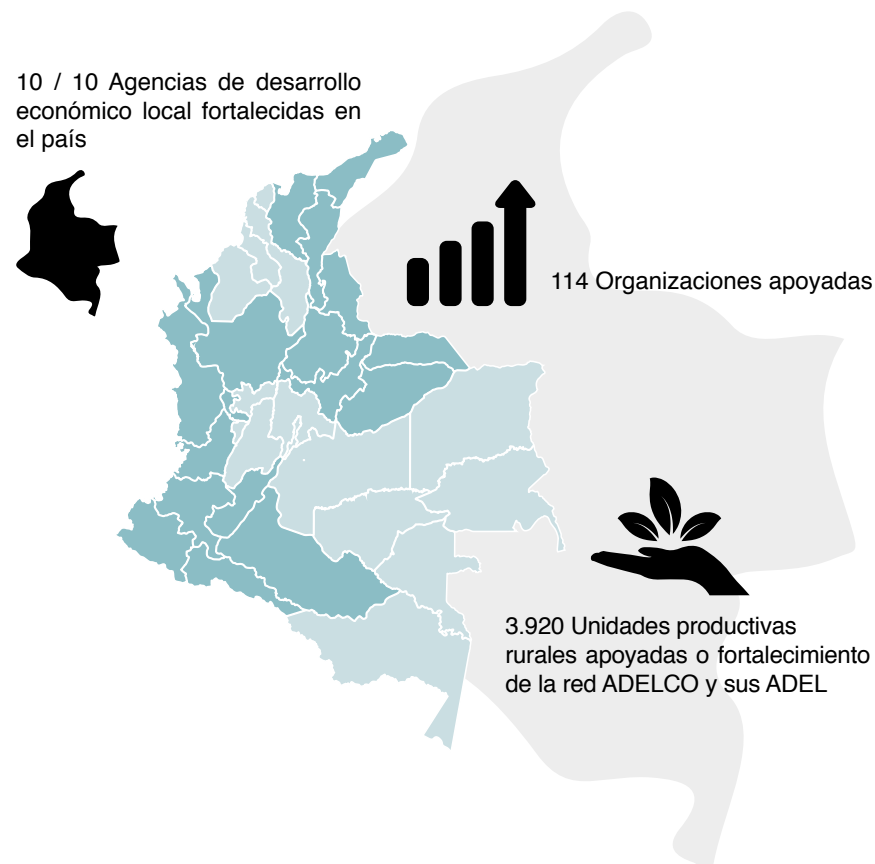 10 / 10 Agencias de desarrollo
económico local fortalecidas en
el país
114 Organizaciones apoyadas
3.920 Unidades productivas
rurales apoyadas o fortalecimiento
de la red ADELCO y sus ADEL